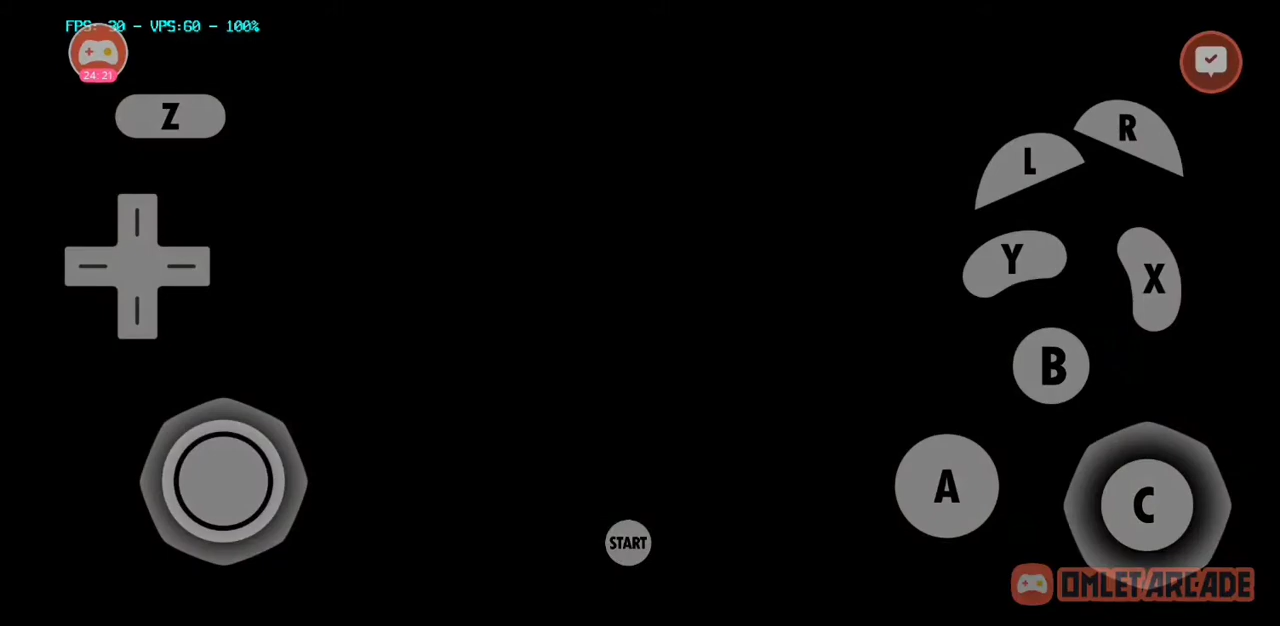 FPS: 30 - VPS:60 - 100%
24:21
Z
R
L
Y
X
B
A
C
START
OMLET ARCADE